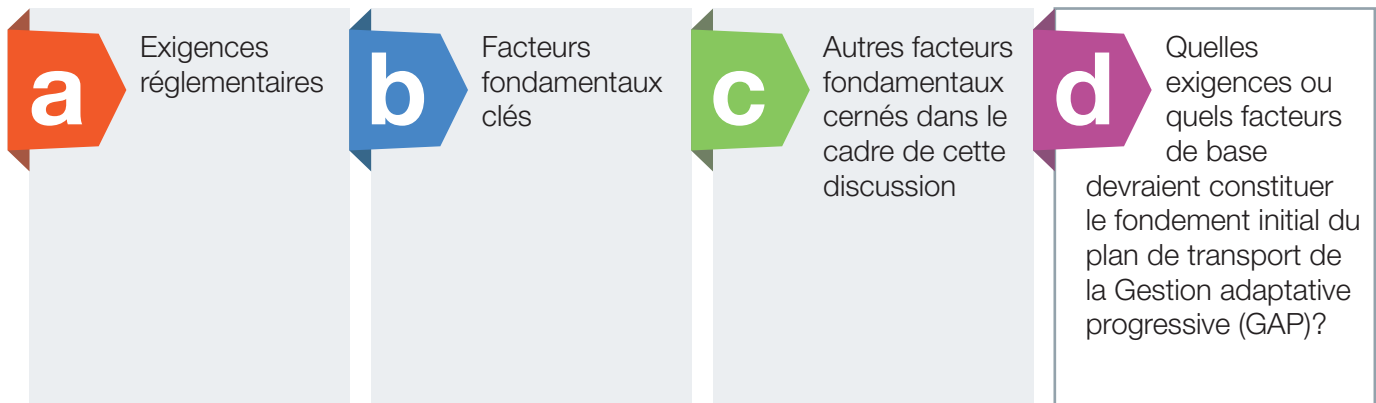 a
Exigences
réglementaires
b
Facteurs
fondamentaux
clés
c
Autres facteurs
fondamentaux
cernés dans le
cadre de cette
discussion
d
Quelles
exigences ou
quels facteurs
de base
devraient constituer
le fondement initial du
plan de transport de
la Gestion adaptative
progressive (GAP)?